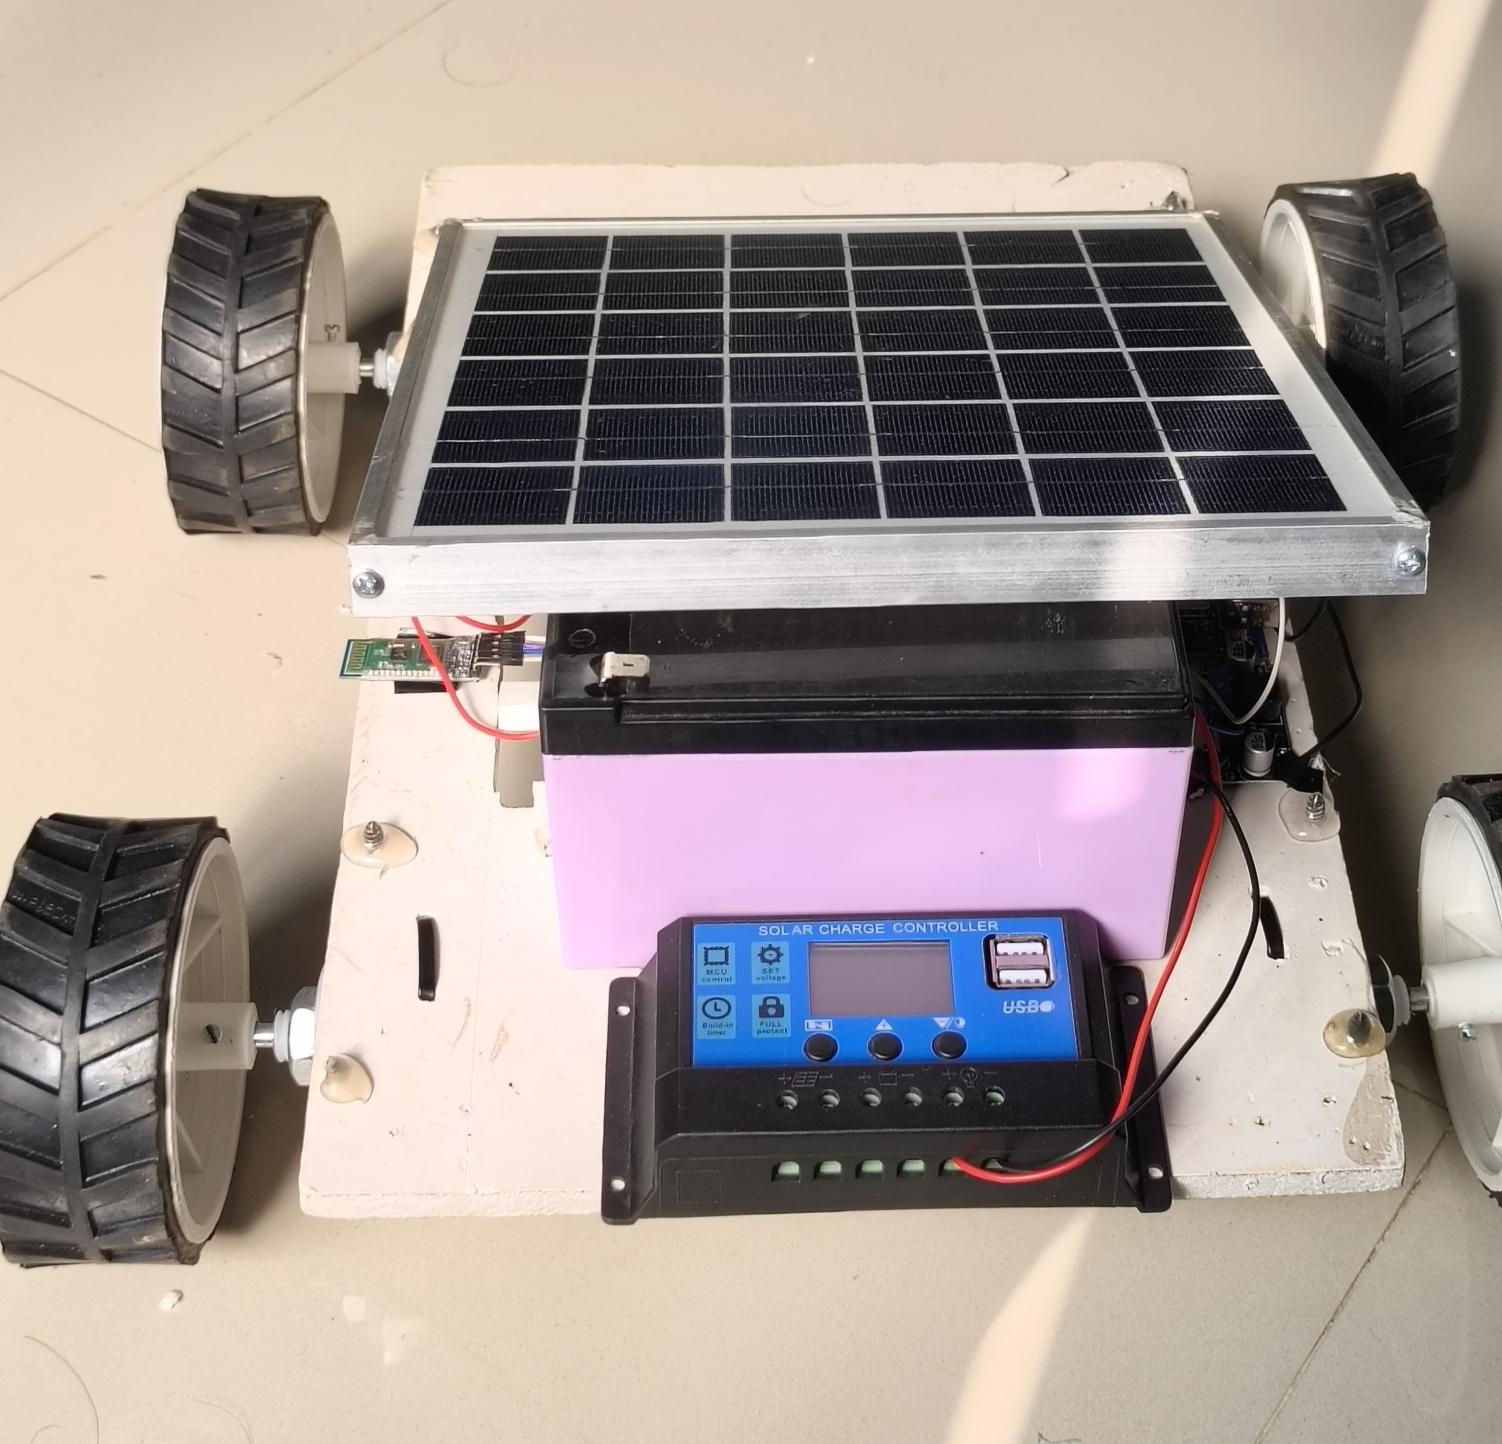 SOLAR CHARGE CONTROLLER
MCU control
SET voltage
Build-in timer
FULL protect
USB